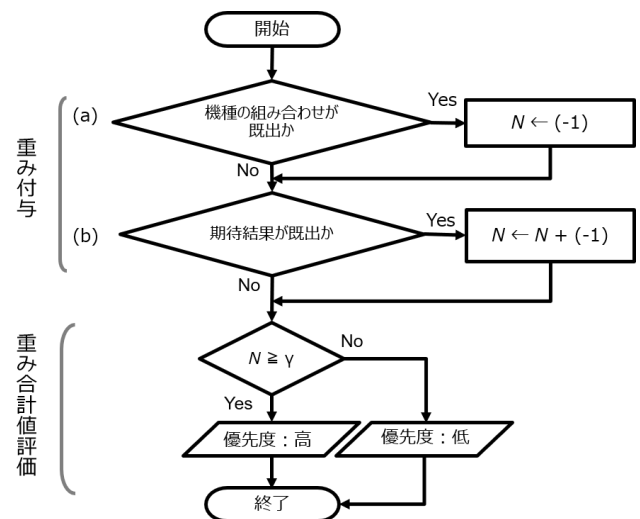 開始
重み付与
(a)
機種の組み合わせが
既出か
Yes
N ← (-1)
No
(b)
期待結果が既出か
Yes
N ← N + (-1)
No
重み合計値評価
N ≧ γ
No
Yes
優先度：高
優先度：低
終了